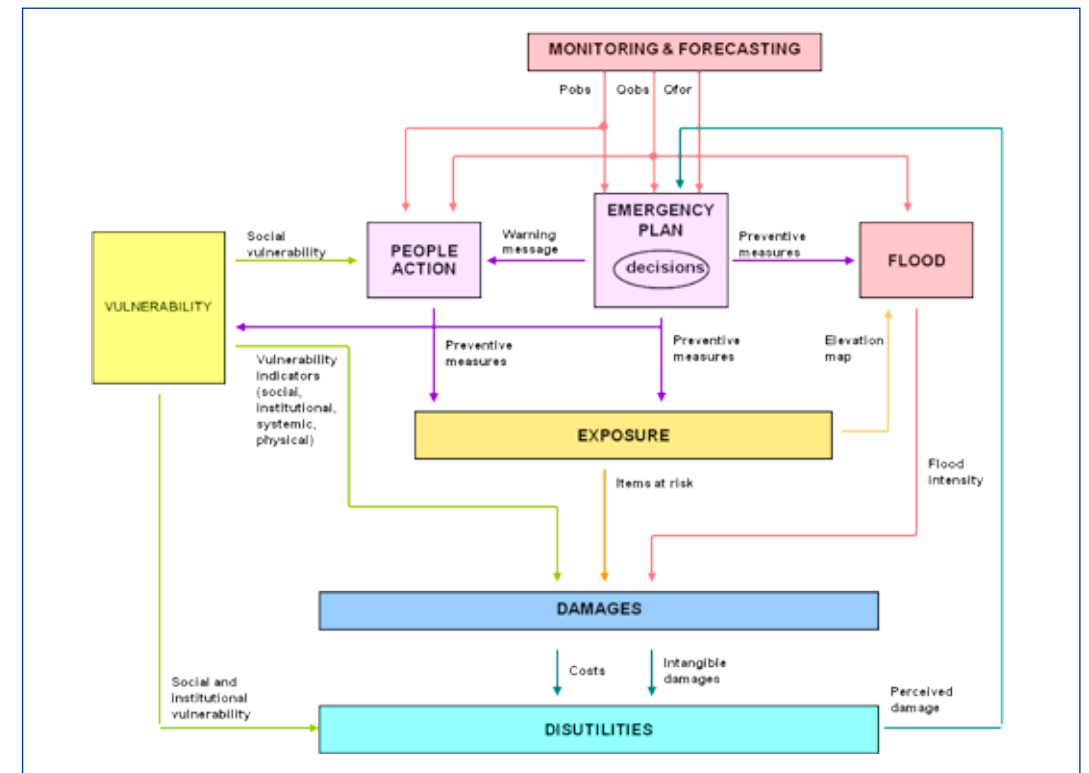 MONITORING & FORECASTING
Pobs
Qobs
Qfor
EMERGENCY
PLAN
decisions
PEOPLE
ACTION
Warning
message
Preventive
measures
FLOOD
Social
vulnerability
VULNERABILITY
Vulnerability
indicators
(social,
institutional,
systemic,
physical)
Preventive
measures
Preventive
measures
Elevation
map
EXPOSURE
Items at risk
Flood
intensity
DAMAGES
Costs
Intangible
damages
Social and
institutional
vulnerability
Perceived
damage
DISUTILITIES